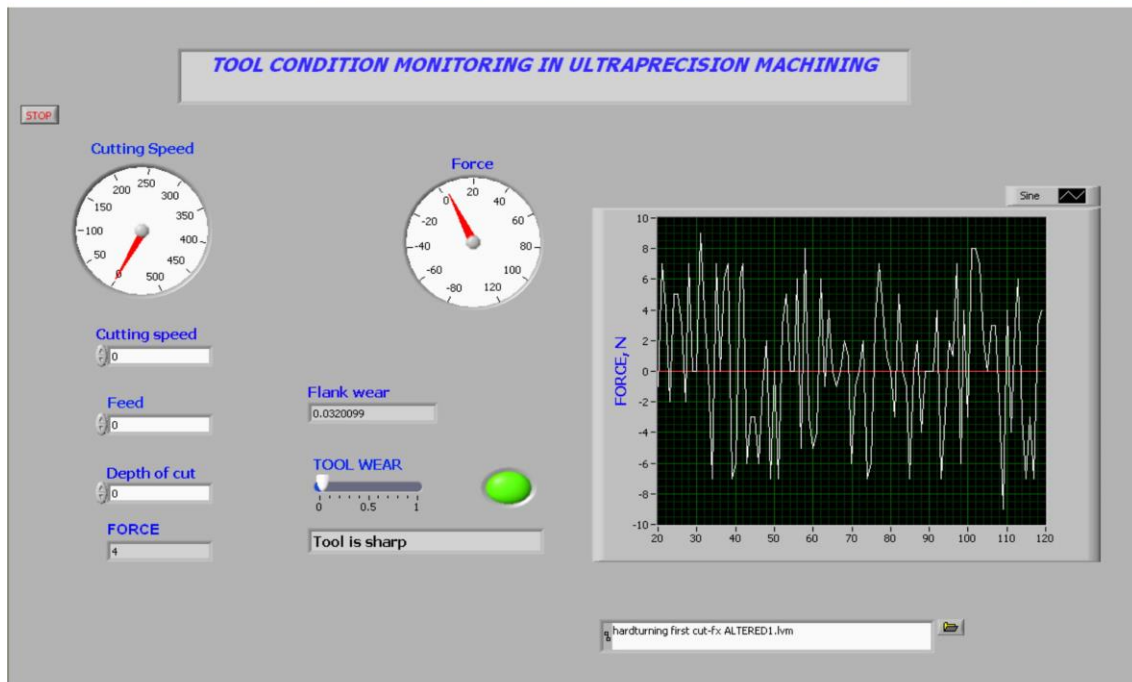 TOOL CONDITION MONITORING IN ULTRAPRECISION MACHINING
STOP
Cutting Speed
0
50
100
150
200
250
300
350
400
450
500
Force
-80
-60
-40
-20
0
20
40
60
80
100
120
Cutting speed
0
Feed
0
Depth of cut
0
FORCE
4
Flank wear
0.0320099
TOOL WEAR
0 0.5 1
Tool is sharp
Sine
FORCE, N
10
8
6
4
2
0
-2
-4
-6
-8
-10
20 30 40 50 60 70 80 90 100 110 120
hardturning first cut-fx ALTERED1.lvm